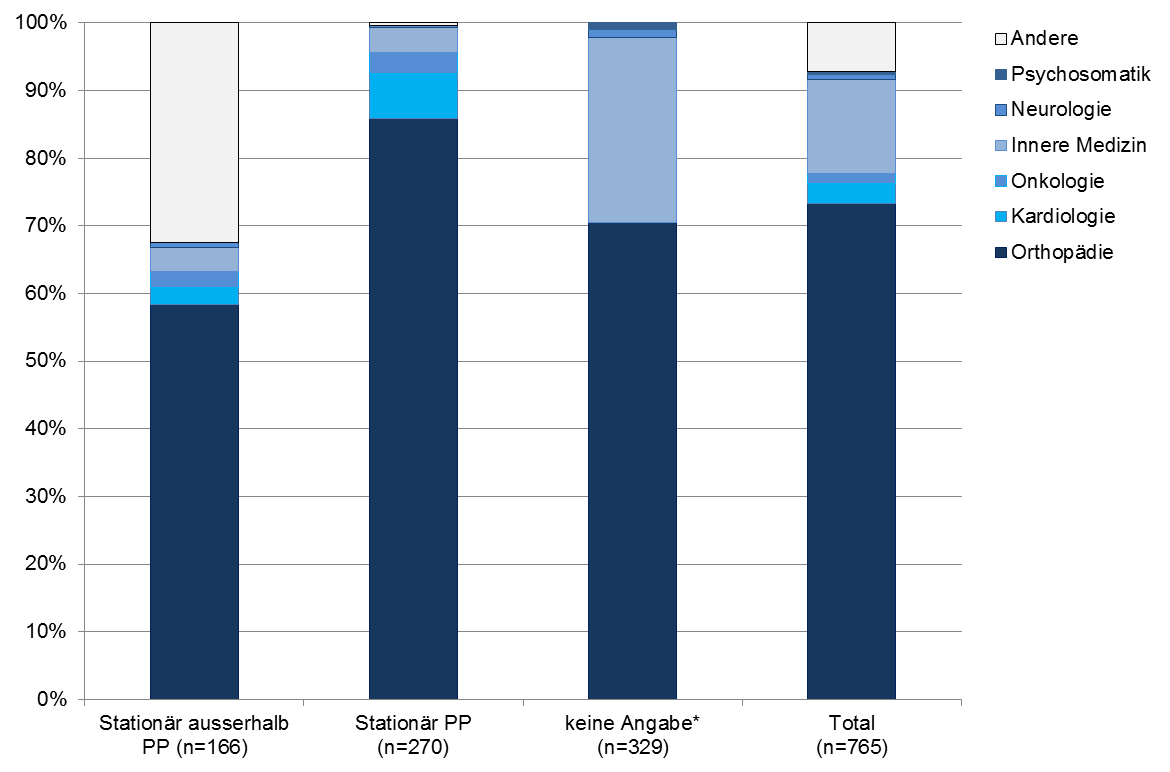 100%
90%
80%
70%
60%
50%
40%
30%
20%
10%
0%
Stationär ausserhalb
PP (n=166)
Stationär PP
(n=270)
keine Angabe*
(n=329)
Total
(n=765)
Andere
Psychosomatik
Neurologie
Innere Medizin
Onkologie
Kardiologie
Orthopädie